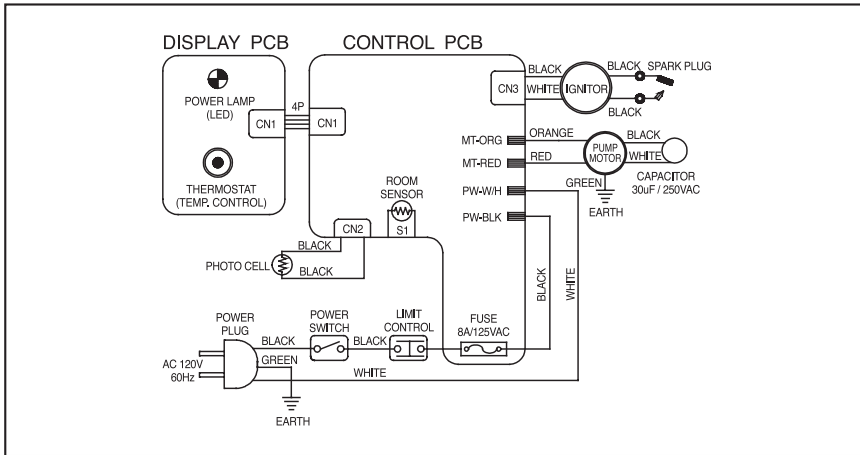 DISPLAY PCB
POWER LAMP
(LED)
CN1
THERMOSTAT
(TEMP. CONTROL)
4P
CONTROL PCB
CN1
CN3
BLACK
WHITE
IGNITOR
BLACK
SPARK PLUG
BLACK
MT-ORG
ORANGE
MT-RED
RED
PUMP
MOTOR
BLACK
WHITE
CAPACITOR
30uF / 250VAC
GREEN
EARTH
PW-W/H
PW-BLK
ROOM
SENSOR
S1
CN2
BLACK
BLACK
PHOTO CELL
BLACK
WHITE
POWER
PLUG
AC 120V
60Hz
BLACK
GREEN
WHITE
EARTH
POWER
SWITCH
BLACK
LIMIT
CONTROL
FUSE
8A/125VAC